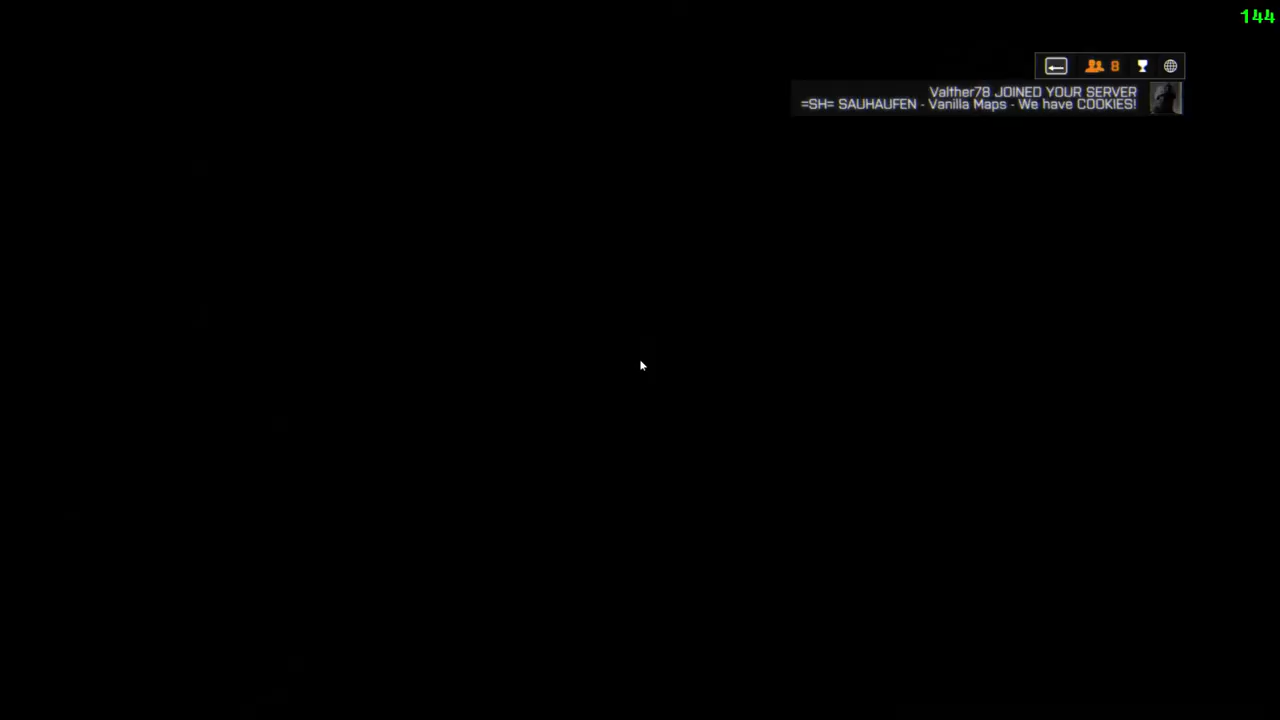 144
8
Valther78 JOINED YOUR SERVER
=SH= SAUHAUFEN - Vanilla Maps - We have COOKIES!